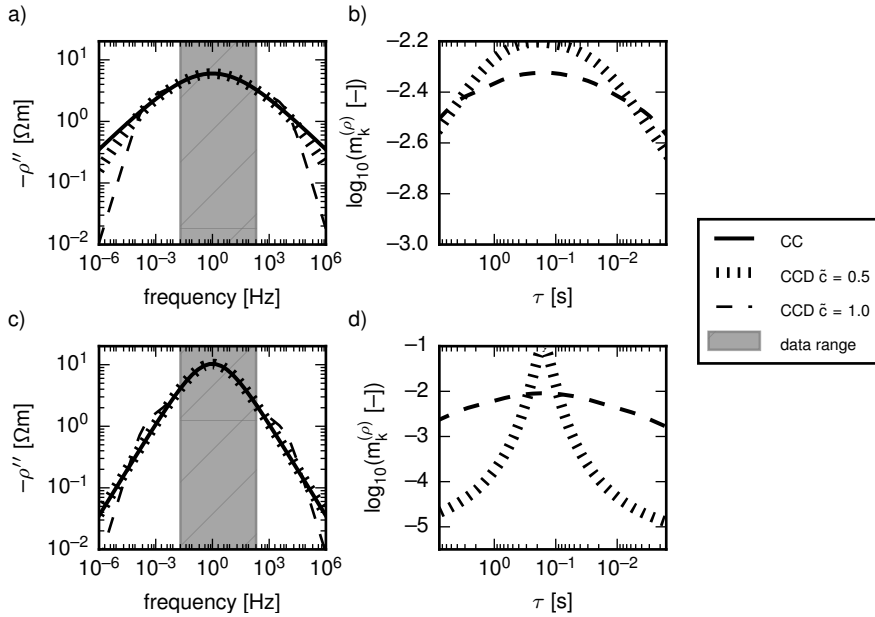 a)
−ρ'' [Ωm]
10^1
10^0
10^−1
10^−2
10^−6 10^−3 10^0 10^3 10^6
frequency [Hz]
b)
log10(m_k^(ρ) [–])
−2.2
−2.4
−2.6
−2.8
−3.0
10^0 10^−1 10^−2
τ [s]
c)
−ρ'' [Ωm]
10^1
10^0
10^−1
10^−2
10^−6 10^−3 10^0 10^3 10^6
frequency [Hz]
d)
log10(m_k^(ρ) [–])
−1
−2
−3
−4
−5
10^0 10^−1 10^−2
τ [s]
CC
CCD c̃ = 0.5
CCD c̃ = 1.0
data range